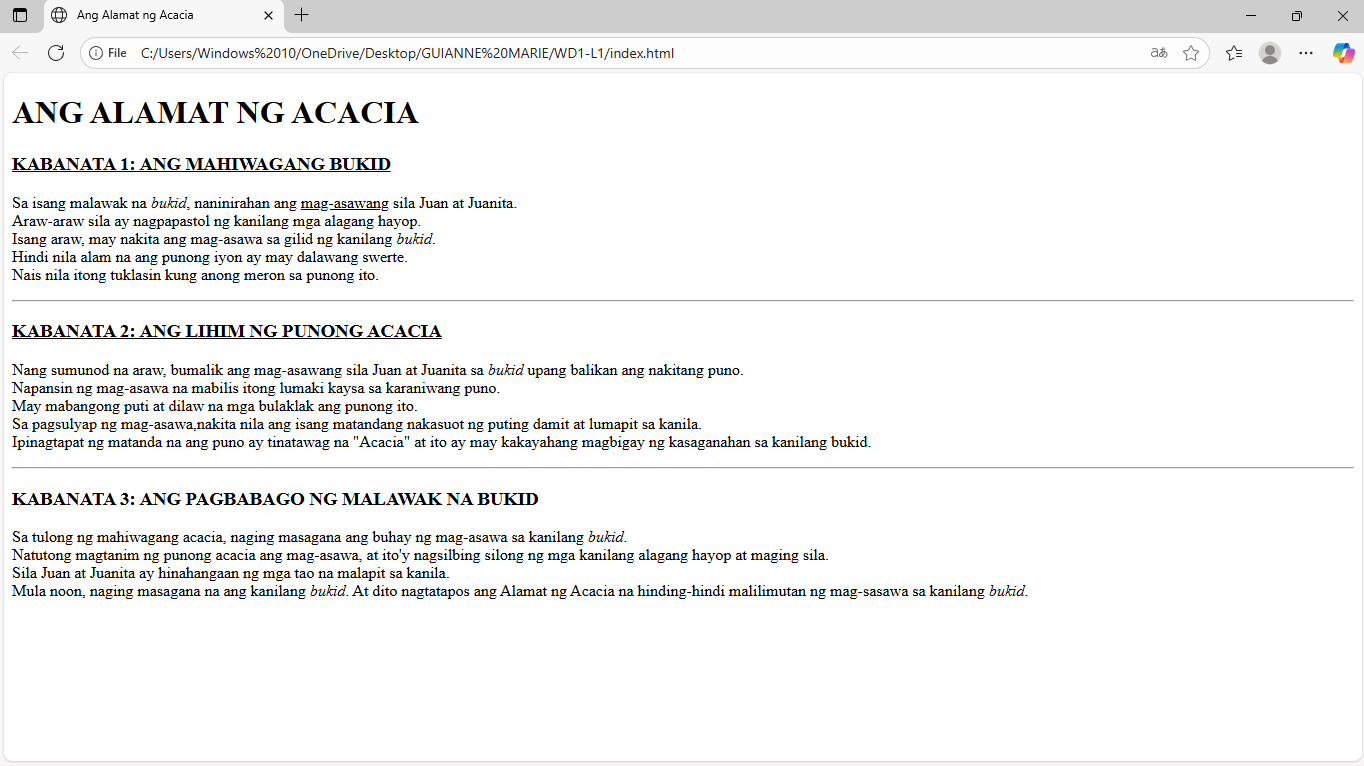 Ang Alamat ng Acacia
File C:/Users/Windows%2010/OneDrive/Desktop/GUIANNE%20MARIE/WD1-L1/index.html
ANG ALAMAT NG ACACIA
KABANATA 1: ANG MAHIWAGANG BUKID
Sa isang malawak na bukid, naninirahan ang mag-asawang sila Juan at Juanita.
Araw-araw sila ay nagpapastol ng kanilang mga alagang hayop.
Isang araw, may nakita ang mag-asawa sa gilid ng kanilang bukid.
Hindi nila alam na ang punong iyon ay may dalawang swerte.
Nais nila itong tuklasin kung anong meron sa punong ito.
KABANATA 2: ANG LIHIM NG PUNONG ACACIA
Nang sumunod na araw, bumalik ang mag-asawang sila Juan at Juanita sa bukid upang balikan ang nakitang puno.
Napansin ng mag-asawa na mabilis itong lumaki kaysa sa karaniwang puno.
May mabangong puti at dilaw na mga bulaklak ang punong ito.
Sa pagsulyap ng mag-asawa,nakita nila ang isang matandang nakasuot ng puting damit at lumapit sa kanila.
Ipinagtapat ng matanda na ang puno ay tinatawag na "Acacia" at ito ay may kakayahang magbigay ng kasaganahan sa kanilang bukid.
KABANATA 3: ANG PAGBABAGO NG MALAWAK NA BUKID
Sa tulong ng mahiwagang acacia, naging masagana ang buhay ng mag-asawa sa kanilang bukid.
Natutong magtanim ng punong acacia ang mag-asawa, at ito'y nagsilbing silong ng mga kanilang alagang hayop at maging sila.
Sila Juan at Juanita ay hinahangaan ng mga tao na malapit sa kanila.
Mula noon, naging masagana na ang kanilang bukid. At dito nagtatapos ang Alamat ng Acacia na hinding-hindi malilimutan ng mag-sasawa sa kanilang bukid.